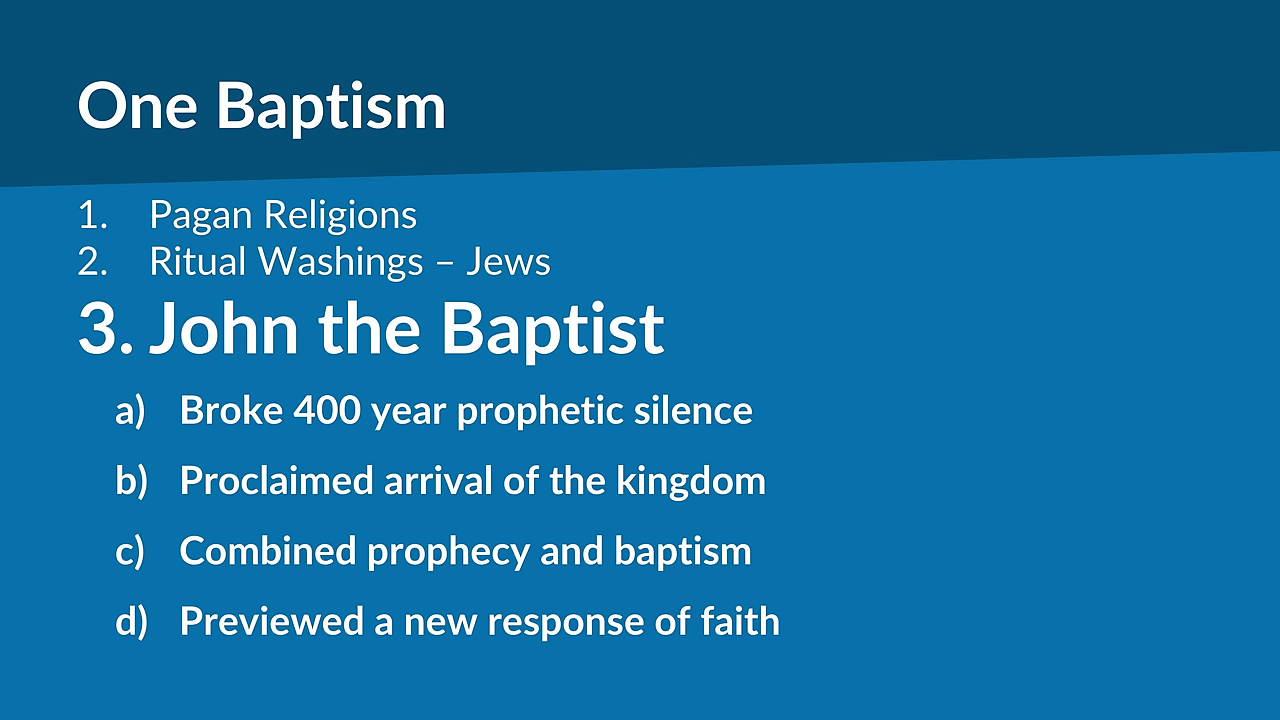 One Baptism
1. Pagan Religions
2. Ritual Washings – Jews
3. John the Baptist
a) Broke 400 year prophetic silence
b) Proclaimed arrival of the kingdom
c) Combined prophecy and baptism
d) Previewed a new response of faith